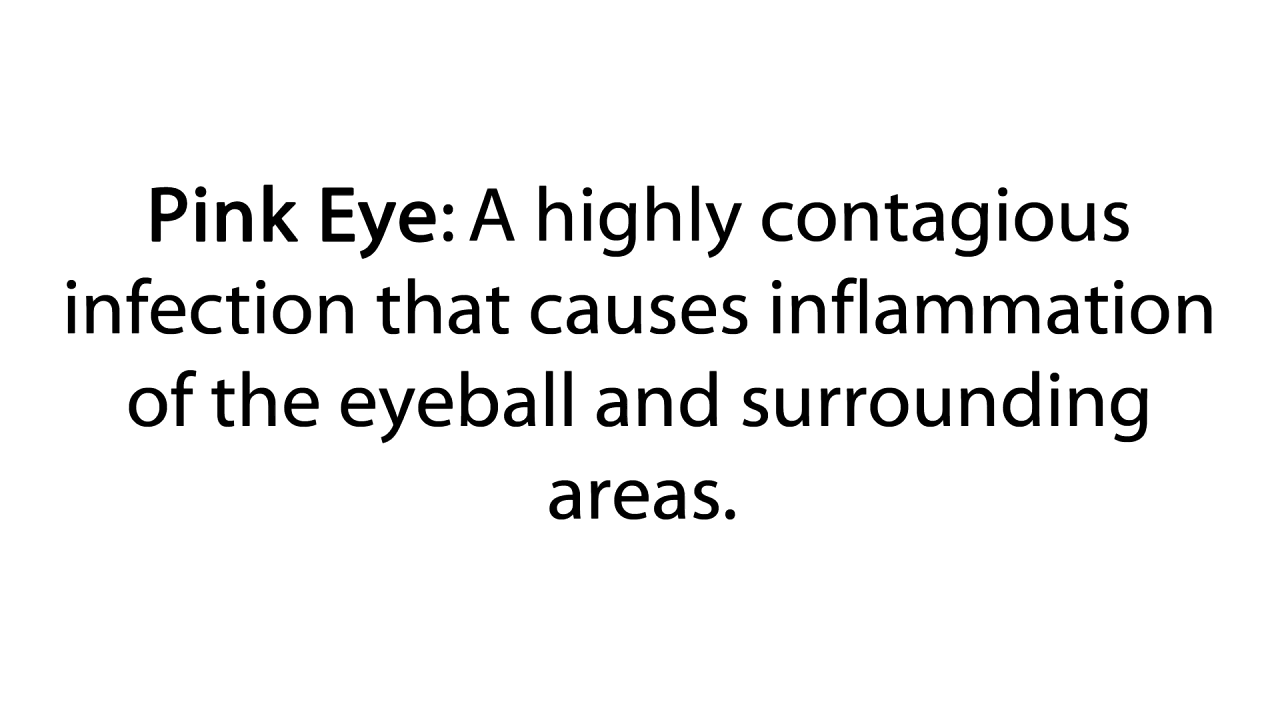 Pink Eye: A highly contagious
infection that causes inflammation
of the eyeball and surrounding
areas.